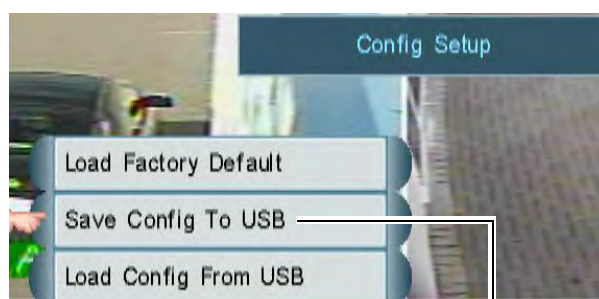 Config Setup
Load Factory Default
Save Config To USB
Load Config From USB